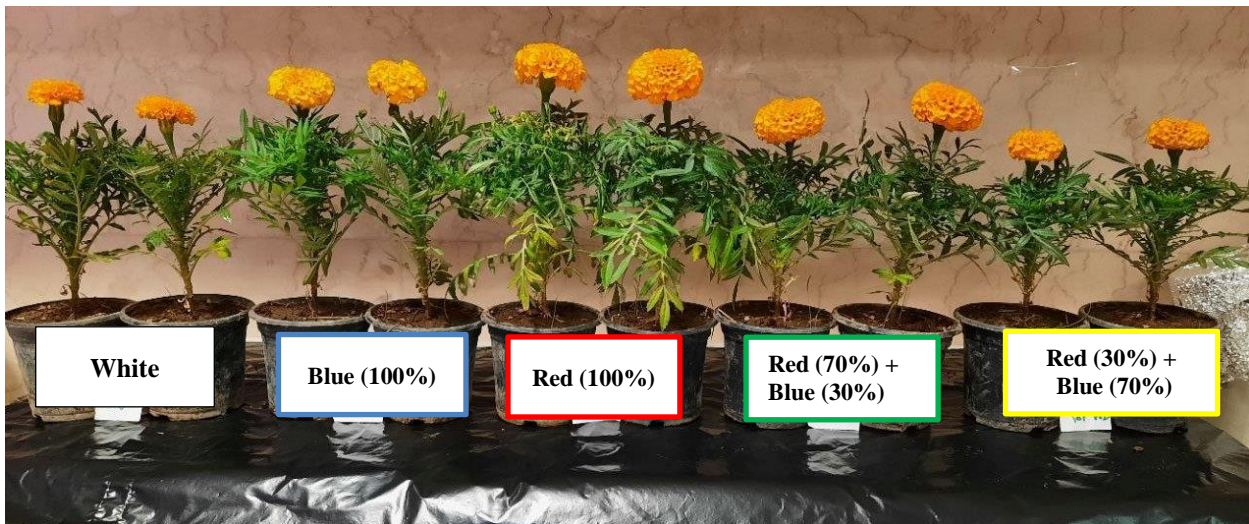 White
Blue (100%)
Red (100%)
Red (70%) +
Blue (30%)
Red (30%) +
Blue (70%)